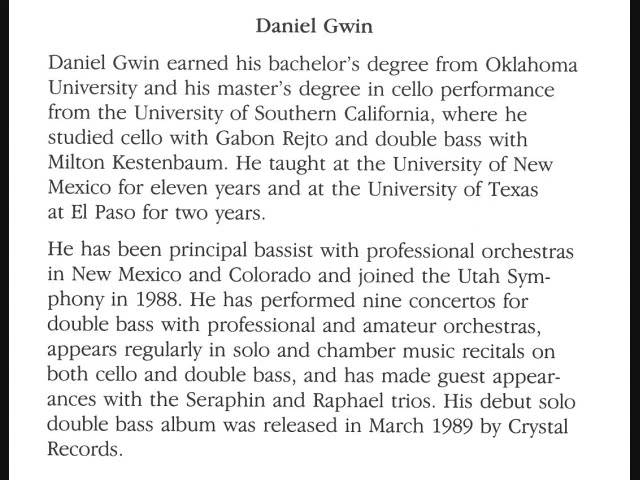 Daniel Gwin
Daniel Gwin earned his bachelor's degree from Oklahoma
University and his master's degree in cello performance
from the University of Southern California, where he
studied cello with Gabon Rejto and double bass with
Milton Kestenbaum. He taught at the University of New
Mexico for eleven years and at the University of Texas
at El Paso for two years.
He has been principal bassist with professional orchestras
in New Mexico and Colorado and joined the Utah Sym-
phony in 1988. He has performed nine concertos for
double bass with professional and amateur orchestras,
appears regularly in solo and chamber music recitals on
both cello and double bass, and has made guest appear-
ances with the Seraphin and Raphael trios. His debut solo
double bass album was released in March 1989 by Crystal
Records.